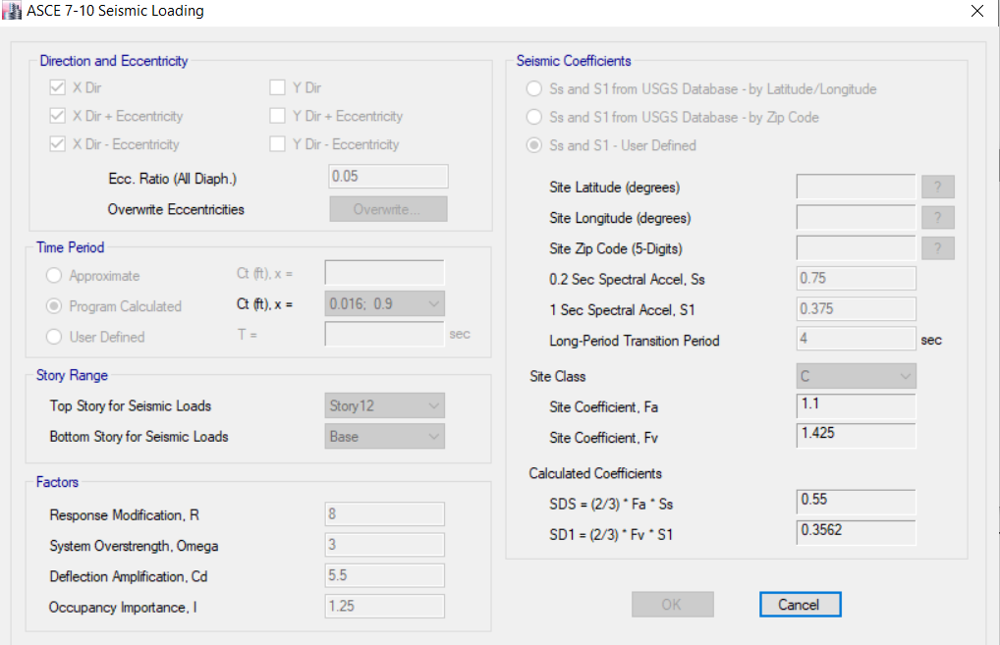 ASCE 7-10 Seismic Loading
Direction and Eccentricity
X Dir
Y Dir
X Dir + Eccentricity
Y Dir + Eccentricity
X Dir - Eccentricity
Y Dir - Eccentricity
Ecc. Ratio (All Diaph.) 0.05
Overwrite Eccentricities Overwrite...
Time Period
Approximate Ct (ft), x =
Program Calculated Ct (ft), x = 0.016; 0.9
User Defined T = sec
Story Range
Top Story for Seismic Loads Story12
Bottom Story for Seismic Loads Base
Factors
Response Modification, R 8
System Overstrength, Omega 3
Deflection Amplification, Cd 5.5
Occupancy Importance, I 1.25
Seismic Coefficients
Ss and S1 from USGS Database - by Latitude/Longitude
Ss and S1 from USGS Database - by Zip Code
Ss and S1 - User Defined
Site Latitude (degrees) ?
Site Longitude (degrees) ?
Site Zip Code (5-Digits) ?
0.2 Sec Spectral Accel, Ss 0.75
1 Sec Spectral Accel, S1 0.375
Long-Period Transition Period 4 sec
Site Class C
Site Coefficient, Fa 1.1
Site Coefficient, Fv 1.425
Calculated Coefficients
SDS = (2/3) * Fa * Ss 0.55
SD1 = (2/3) * Fv * S1 0.3562
OK Cancel